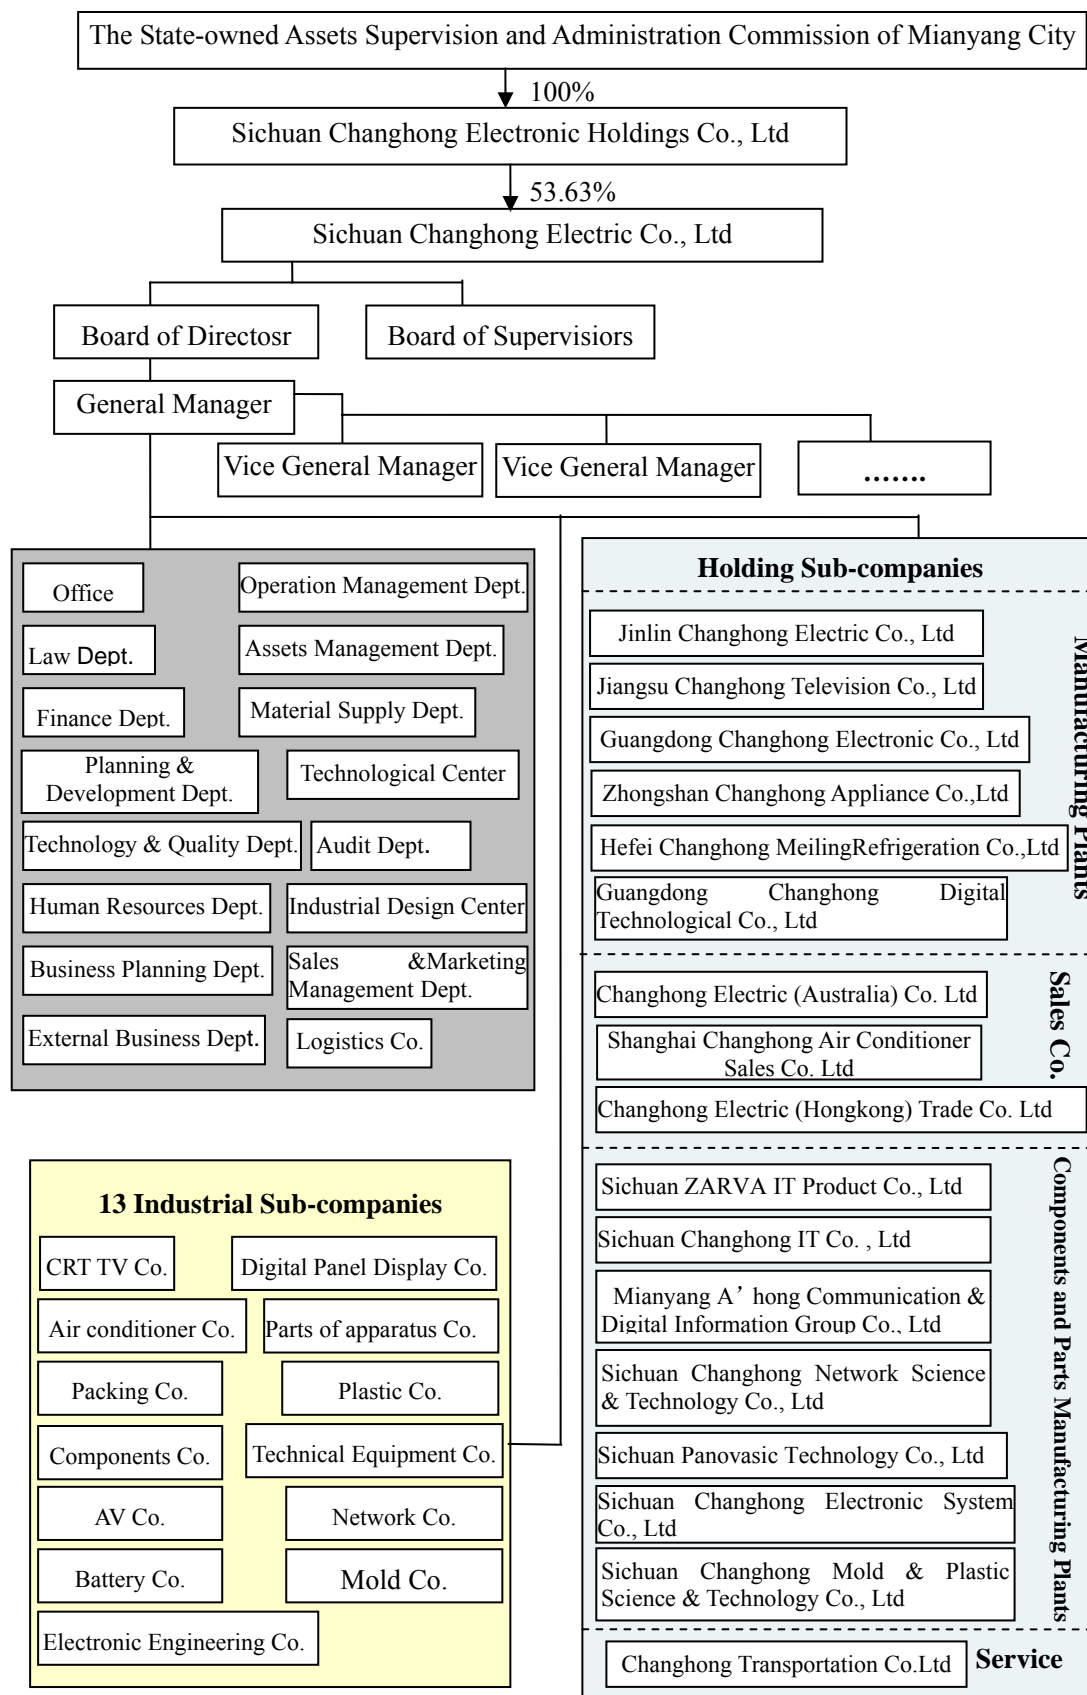 The State-owned Assets Supervision and Administration Commission of Mianyang City
100%
Sichuan Changhong Electronic Holdings Co., Ltd
53.63%
Sichuan Changhong Electric Co., Ltd
Board of Directosr
Board of Supervisiors
General Manager
Vice General Manager
Vice General Manager
…….
Office
Operation Management Dept.
Law Dept.
Assets Management Dept.
Finance Dept.
Material Supply Dept.
Planning &
Development Dept.
Technological Center
Technology & Quality Dept.
Audit Dept.
Human Resources Dept.
Industrial Design Center
Business Planning Dept.
Sales &Marketing
Management Dept.
External Business Dept.
Logistics Co.
13 Industrial Sub-companies
CRT TV Co.
Digital Panel Display Co.
Air conditioner Co.
Parts of apparatus Co.
Packing Co.
Plastic Co.
Components Co.
Technical Equipment Co.
AV Co.
Network Co.
Battery Co.
Mold Co.
Electronic Engineering Co.
Holding Sub-companies
Manufacturing Plants
Jinlin Changhong Electric Co., Ltd
Jiangsu Changhong Television Co., Ltd
Guangdong Changhong Electronic Co., Ltd
Zhongshan Changhong Appliance Co.,Ltd
Hefei Changhong MeilingRefrigeration Co.,Ltd
Guangdong Changhong Digital
Technological Co., Ltd
Sales Co.
Changhong Electric (Australia) Co. Ltd
Shanghai Changhong Air Conditioner
Sales Co. Ltd
Changhong Electric (Hongkong) Trade Co. Ltd
Components and Parts Manufacturing Plants
Sichuan ZARVA IT Product Co., Ltd
Sichuan Changhong IT Co. , Ltd
Mianyang A’ hong Communication &
Digital Information Group Co., Ltd
Sichuan Changhong Network Science
& Technology Co., Ltd
Sichuan Panovasic Technology Co., Ltd
Sichuan Changhong Electronic System
Co., Ltd
Sichuan Changhong Mold & Plastic
Science & Technology Co., Ltd
Changhong Transportation Co.Ltd
Service